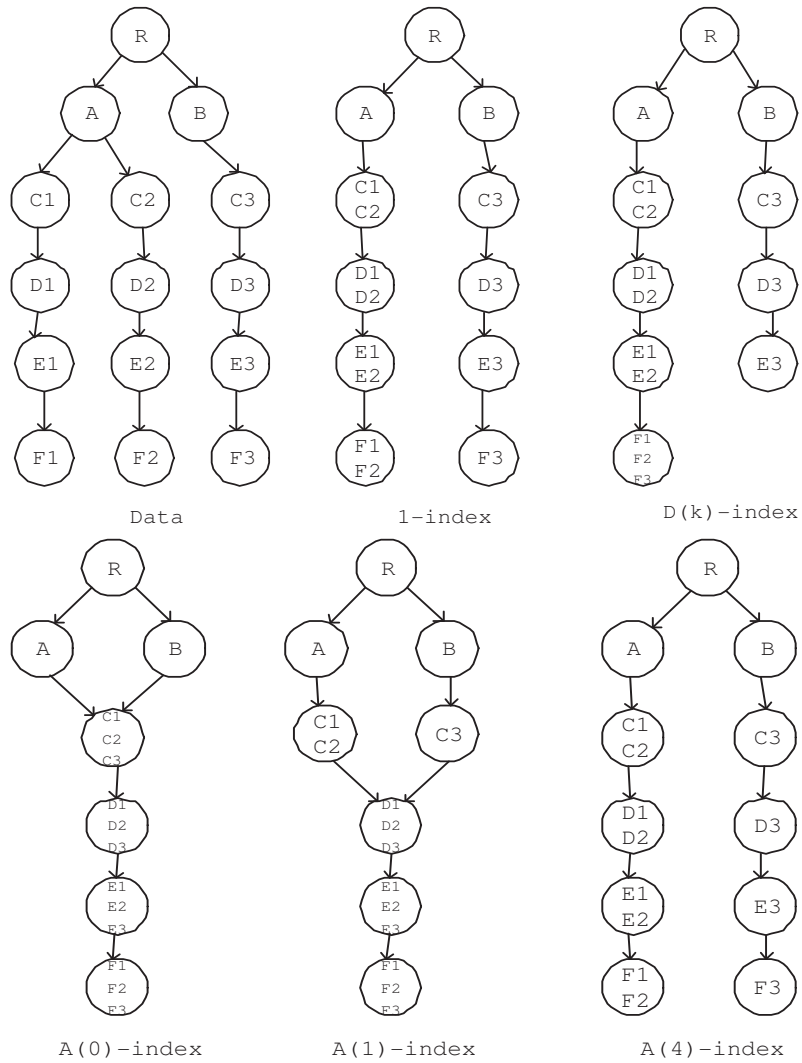 R
A
B
C1
C2
C3
D1
D2
D3
E1
E2
E3
F1
F2
F3
Data
R
A
B
C1
C2
C3
D1
D2
D3
E1
E2
E3
F1
F2
F3
1-index
R
A
B
C1
C2
C3
D1
D2
D3
E1
E2
E3
F1
F2
F3
D(k)-index
R
A
B
C1
C2
C3
D1
D2
D3
E1
E2
E3
F1
F2
F3
A(0)-index
R
A
B
C1
C2
C3
D1
D2
D3
E1
E2
E3
F1
F2
F3
A(1)-index
R
A
B
C1
C2
C3
D1
D2
D3
E1
E2
E3
F1
F2
F3
A(4)-index